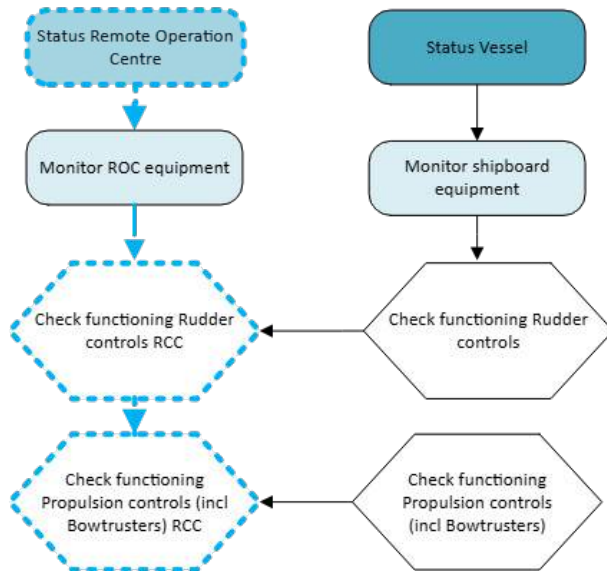 Status Remote Operation
Centre
Status Vessel
Monitor ROC equipment
Monitor shipboard
equipment
Check functioning Rudder
controls RCC
Check functioning Rudder
controls
Check functioning
Propulsion controls (incl
Bowtrusters) RCC
Check functioning
Propulsion controls
(incl Bowtrusters)